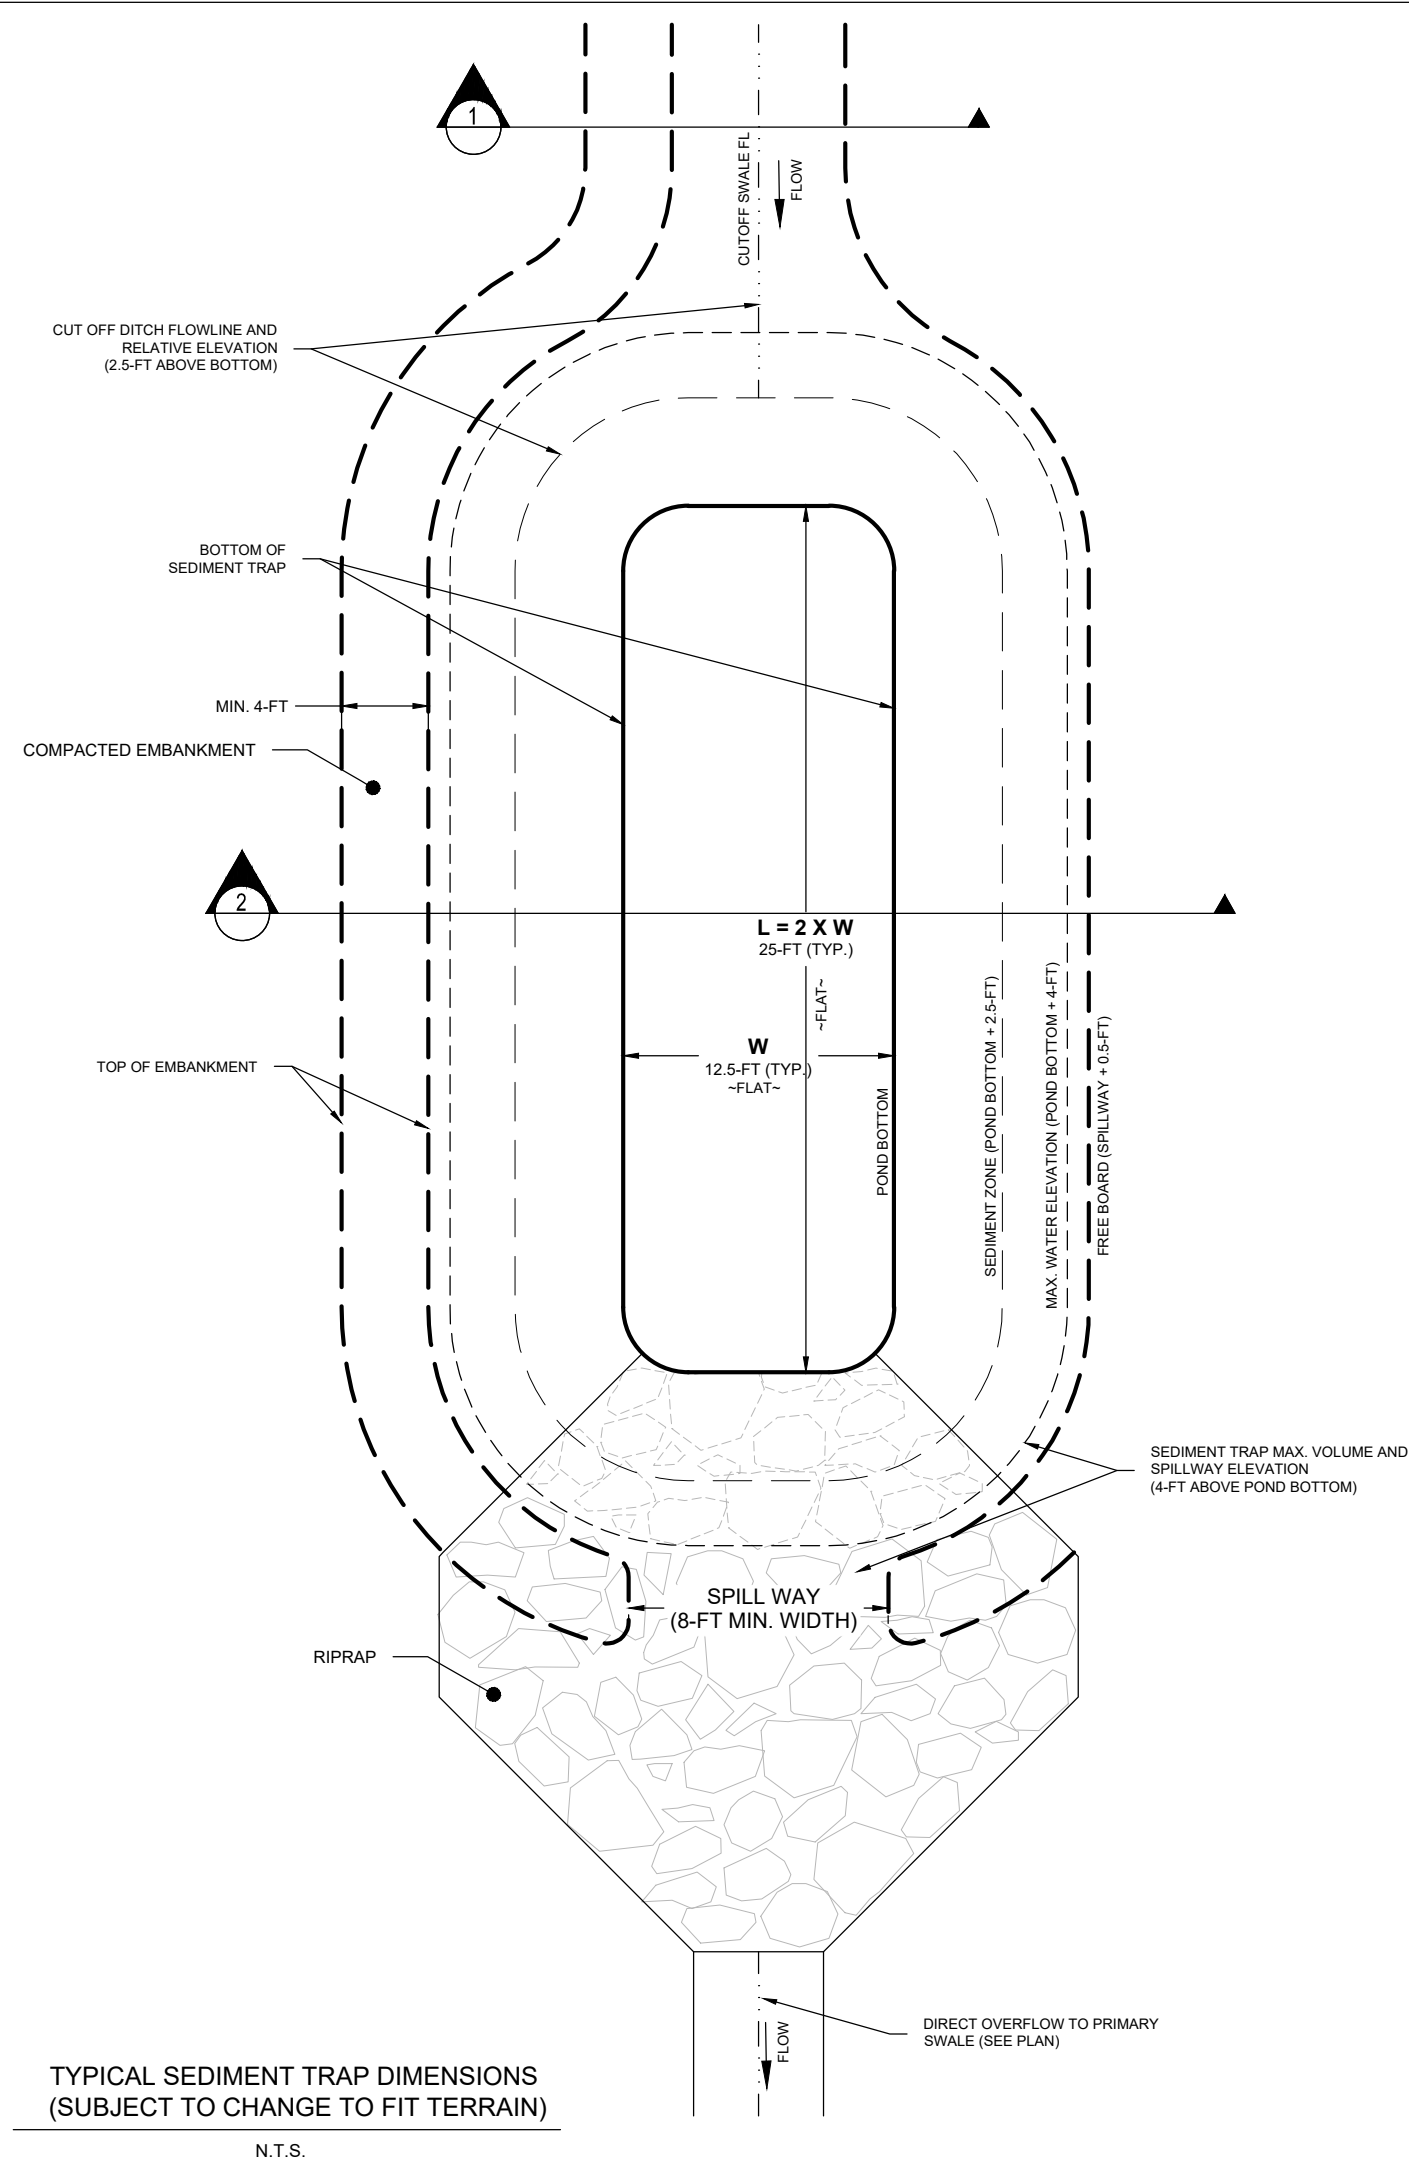 1
CUTOFF SWALE FL
FLOW
CUT OFF DITCH FLOWLINE AND
RELATIVE ELEVATION
(2.5-FT ABOVE BOTTOM)
BOTTOM OF
SEDIMENT TRAP
MIN. 4-FT
COMPACTED EMBANKMENT
2
L = 2 X W
25-FT (TYP.)
~FLAT~
W
12.5-FT (TYP.)
~FLAT~
TOP OF EMBANKMENT
POND BOTTOM
SEDIMENT ZONE (POND BOTTOM + 2.5-FT)
MAX. WATER ELEVATION (POND BOTTOM + 4-FT)
FREE BOARD (SPILLWAY + 0.5-FT)
SEDIMENT TRAP MAX. VOLUME AND
SPILLWAY ELEVATION
(4-FT ABOVE POND BOTTOM)
SPILL WAY
(8-FT MIN. WIDTH)
RIPRAP
DIRECT OVERFLOW TO PRIMARY
SWALE (SEE PLAN)
FLOW
TYPICAL SEDIMENT TRAP DIMENSIONS
(SUBJECT TO CHANGE TO FIT TERRAIN)
N.T.S.